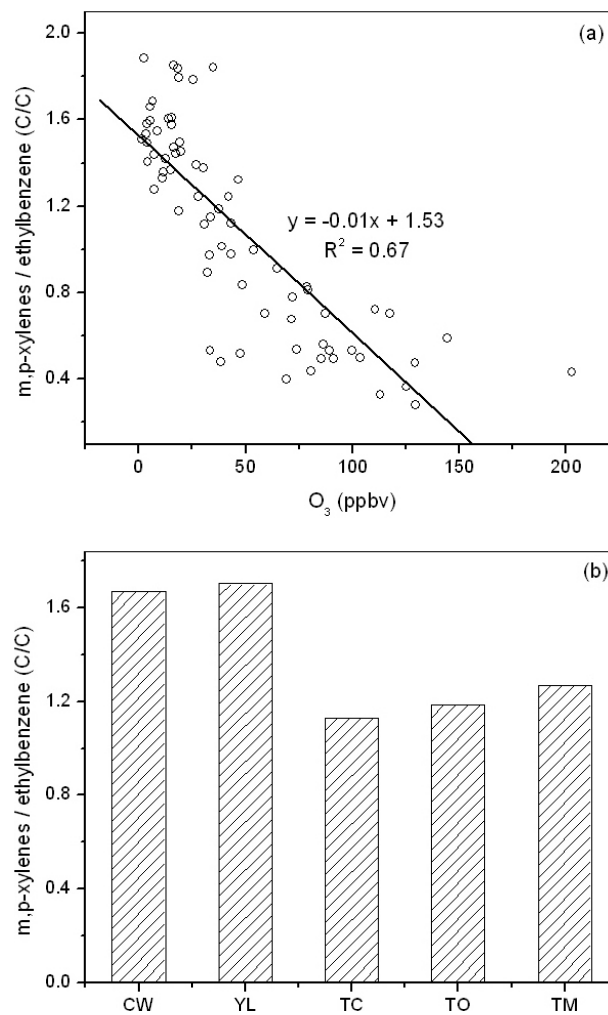 (a)
2.0
1.6
1.2
0.8
0.4
m,p-xylenes / ethylbenzene (C/C)
y = -0.01x + 1.53
R² = 0.67
0 50 100 150 200
O₃ (ppbv)
(b)
1.6
1.2
0.8
0.4
0.0
m,p-xylenes / ethylbenzene (C/C)
CW YL TC TO TM